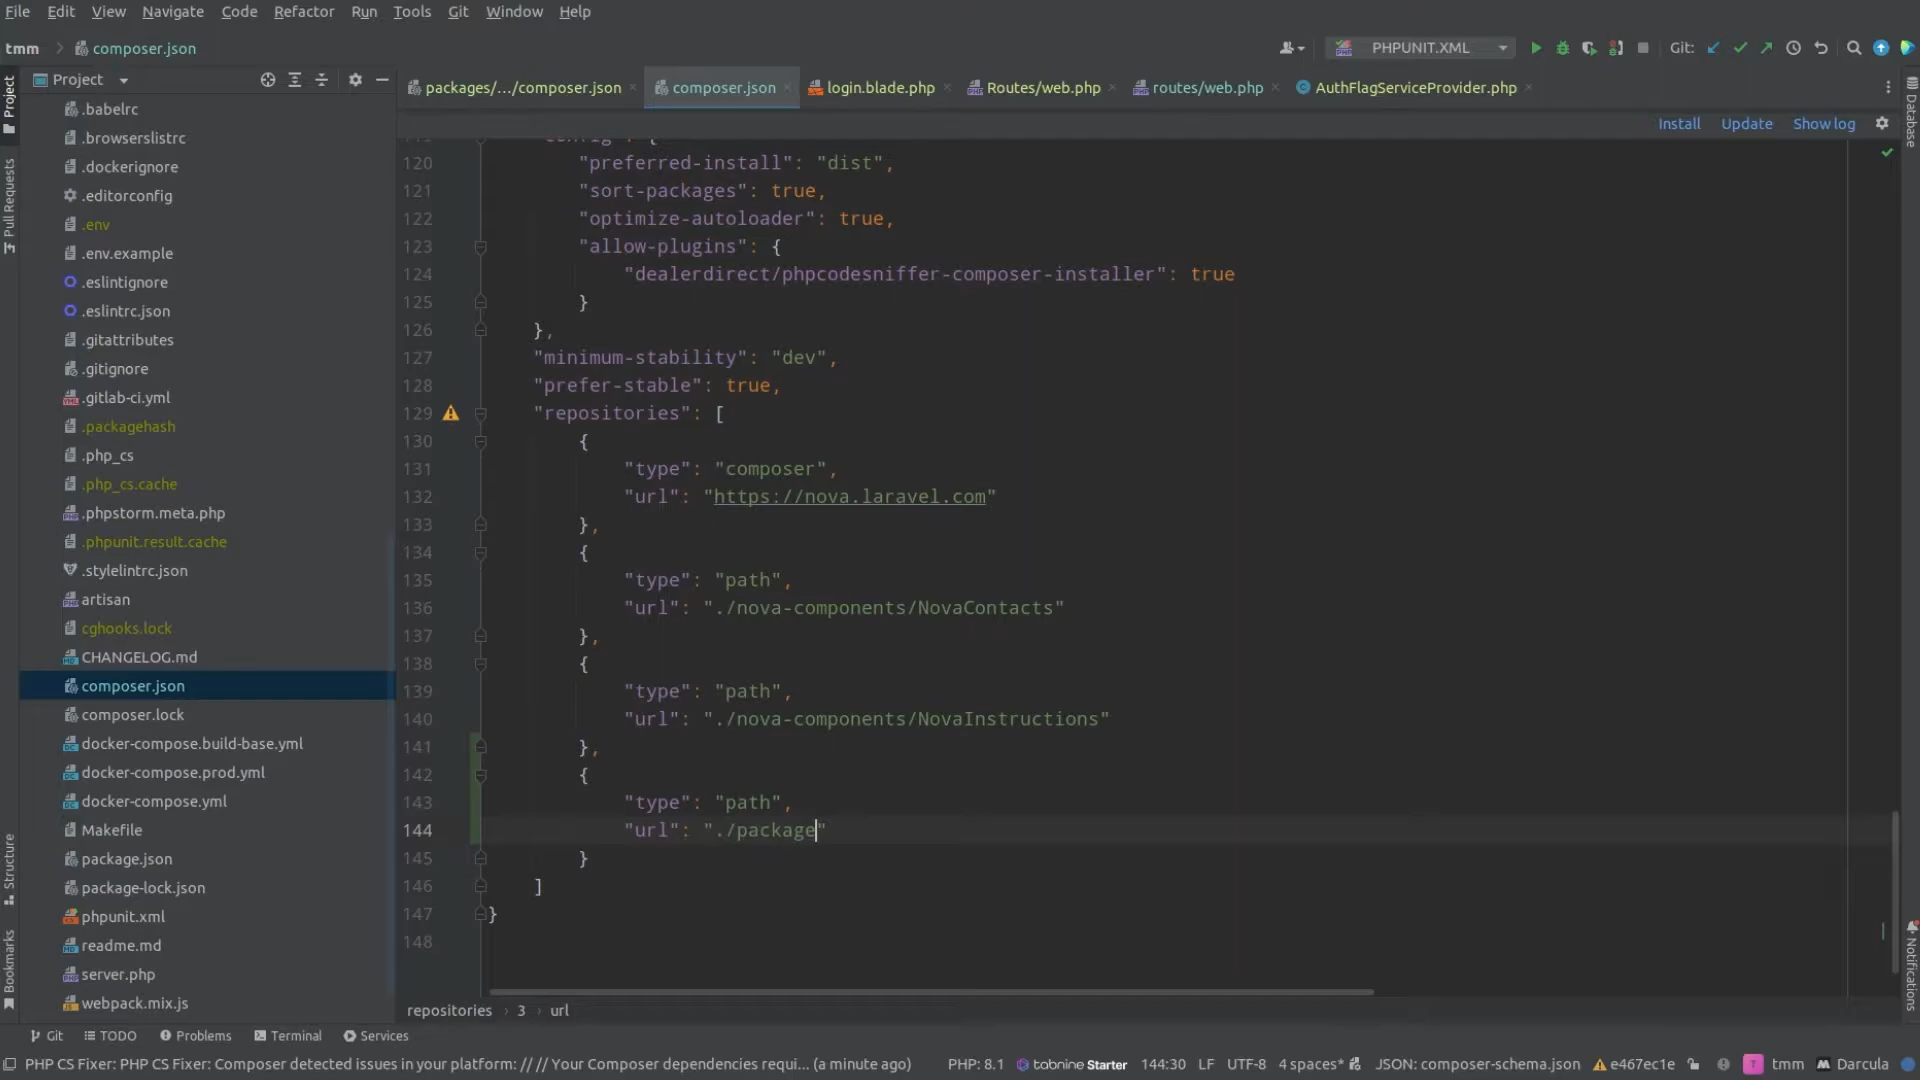 File Edit View Navigate Code Refactor Run Tools Git Window Help
tmm composer.json PHPUNIT.XML Git:
Project
packages/.../composer.json composer.json login.blade.php Routes/web.php routes/web.php AuthFlagServiceProvider.php
Install Update Show log
Project
Pull Requests
Structure
Bookmarks
.babelrc
.browserslistrc
.dockerignore
.editorconfig
.env
.env.example
.eslintignore
.eslintrc.json
.gitattributes
.gitignore
.gitlab-ci.yml
.packagehash
.php_cs
.php_cs.cache
.phpstorm.meta.php
.phpunit.result.cache
.stylelintrc.json
artisan
cghooks.lock
CHANGELOG.md
composer.json
composer.lock
docker-compose.build-base.yml
docker-compose.prod.yml
docker-compose.yml
Makefile
package.json
package-lock.json
phpunit.xml
readme.md
server.php
webpack.mix.js
120 "preferred-install": "dist",
121 "sort-packages": true,
122 "optimize-autoloader": true,
123 "allow-plugins": {
124 "dealerdirect/phpcodesniffer-composer-installer": true
125 }
126 },
127 "minimum-stability": "dev",
128 "prefer-stable": true,
129 "repositories": [
130 {
131 "type": "composer",
132 "url": "https://nova.laravel.com"
133 },
134 {
135 "type": "path",
136 "url": "./nova-components/NovaContacts"
137 },
138 {
139 "type": "path",
140 "url": "./nova-components/NovaInstructions"
141 },
142 {
143 "type": "path",
144 "url": "./package"
145 }
146 ]
147 }
148
Database
Notifications
repositories › 3 › url
Git TODO Problems Terminal Services
PHP CS Fixer: PHP CS Fixer: Composer detected issues in your platform: // // Your Composer dependencies requi... (a minute ago) PHP: 8.1 tabnine Starter 144:30 LF UTF-8 4 spaces* JSON: composer-schema.json e467ec1e T tmm Darcula